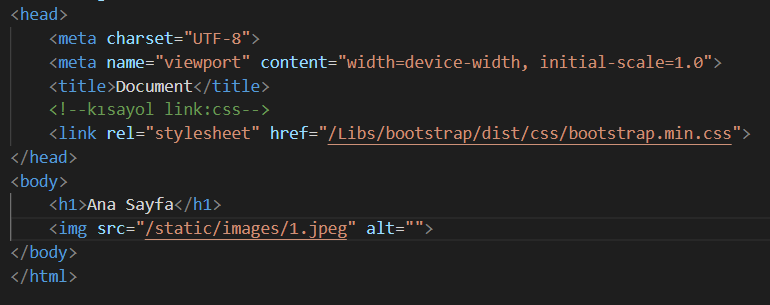 <head>
<meta charset="UTF-8">
<meta name="viewport" content="width=device-width, initial-scale=1.0">
<title>Document</title>
<!--kısayol link:css-->
<link rel="stylesheet" href="/Libs/bootstrap/dist/css/bootstrap.min.css">
</head>
<body>
<h1>Ana Sayfa</h1>
<img src="/static/images/1.jpeg" alt="">
</body>
</html>